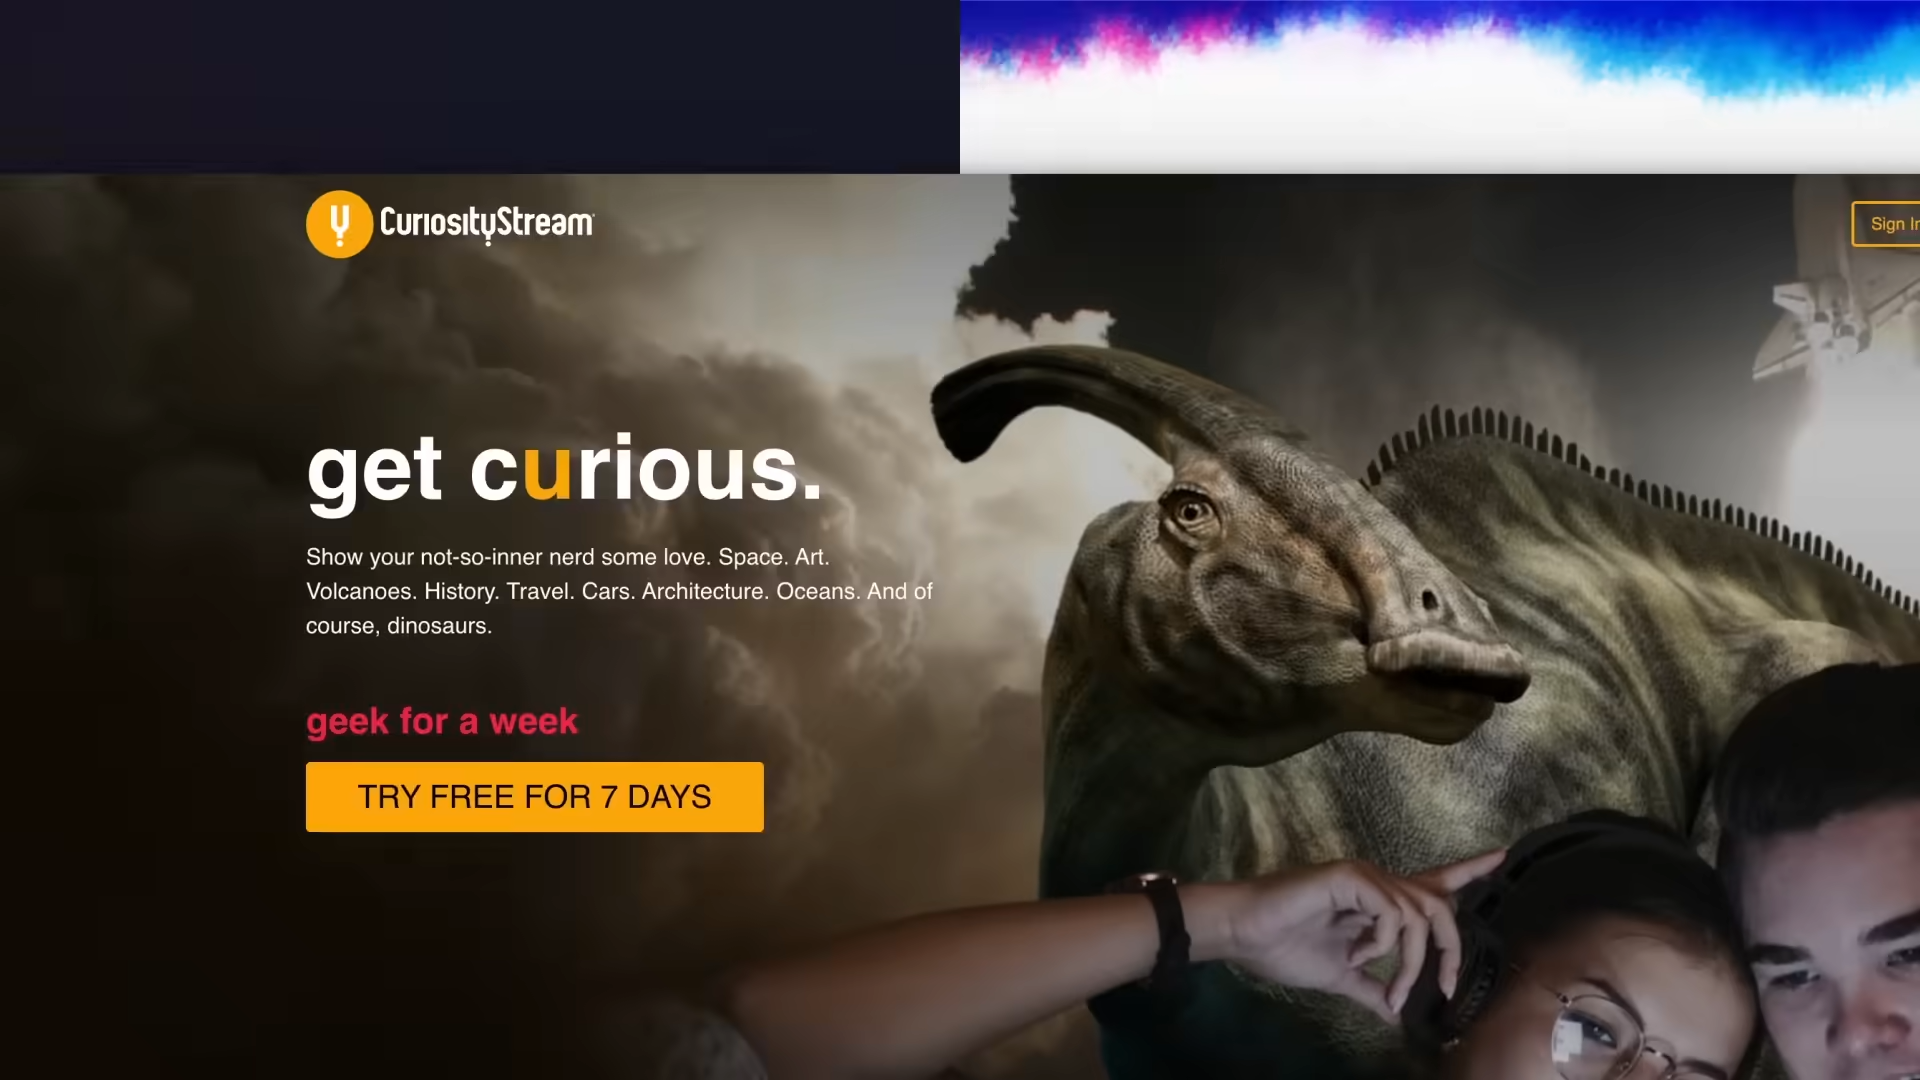 CuriosityStream
Sign In
get curious.
Show your not-so-inner nerd some love. Space. Art.
Volcanoes. History. Travel. Cars. Architecture. Oceans. And of
course, dinosaurs.
geek for a week
TRY FREE FOR 7 DAYS